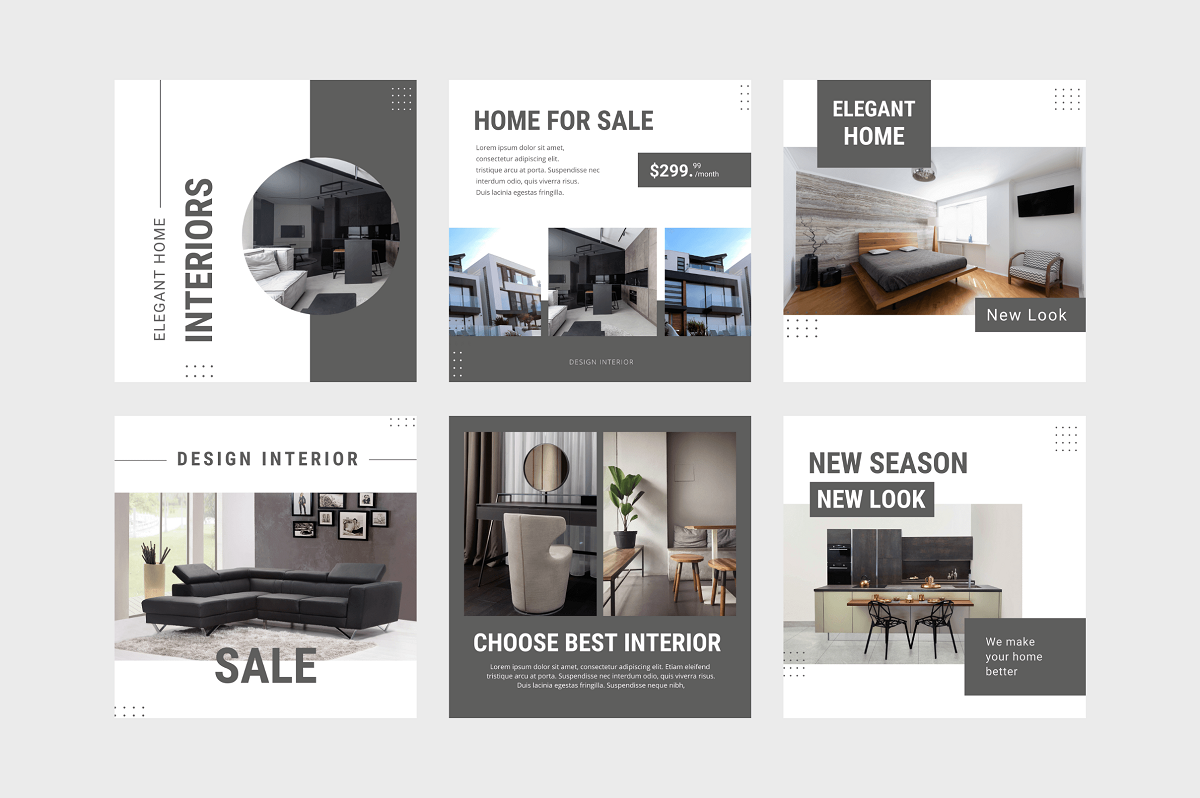 ELEGANT HOME
INTERIORS
HOME FOR SALE
Lorem ipsum dolor sit amet,
consectetur adipiscing elit.
tristique arcu at porta. Suspendisse nec
interdum odio, quis viverra risus.
Duis lacinia egestas fringilla.
$299.99/month
DESIGN INTERIOR
ELEGANT
HOME
New Look
DESIGN INTERIOR
SALE
CHOOSE BEST INTERIOR
Lorem ipsum dolor sit amet, consectetur adipiscing elit. Etiam eleifend
tristique arcu at porta. Suspendisse nec interdum odio, quis viverra risus.
Duis lacinia egestas fringilla. Suspendisse neque nibh,
NEW SEASON
NEW LOOK
We make
your home
better